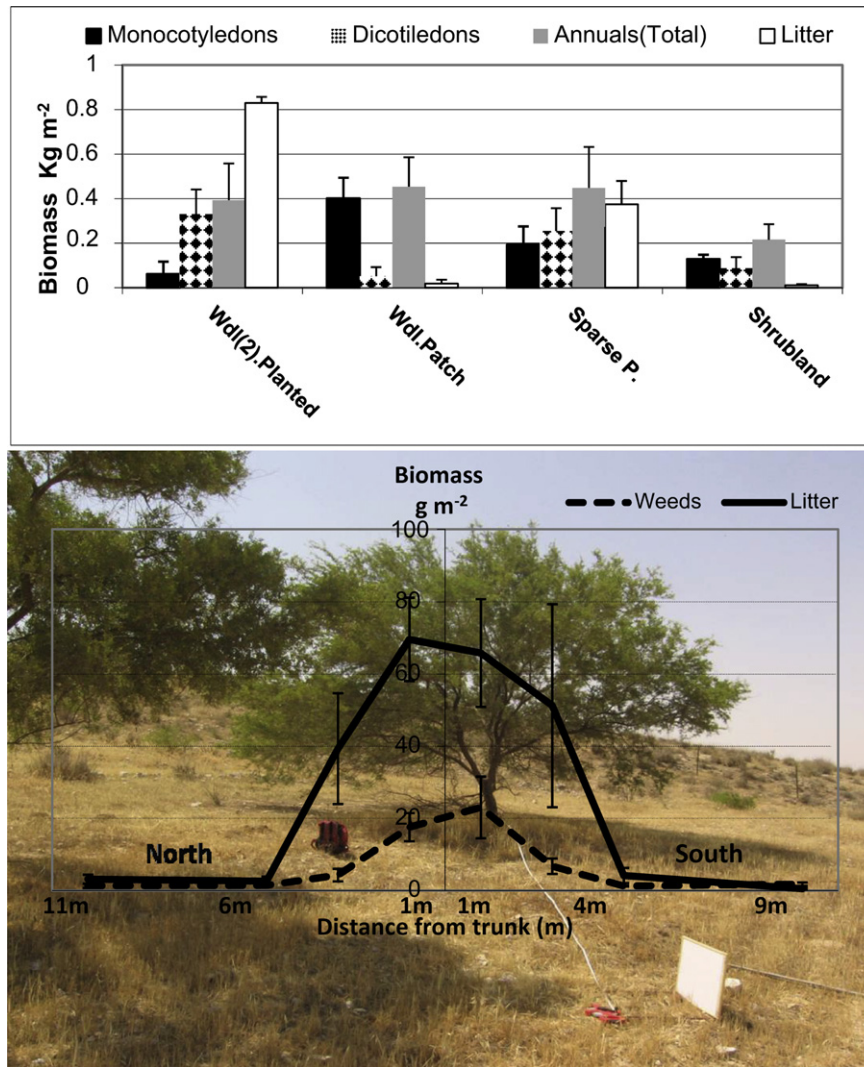 Monocotyledons Dicotiledons Annuals(Total) Litter
Biomass Kg m-2
1
0.8
0.6
0.4
0.2
0
Wdl(2).Planted
Wdl.Patch
Sparse P.
Shrubland
Biomass
g m-2
Weeds Litter
100
80
60
40
20
0
North South
11m 6m 1m 1m 4m 9m
Distance from trunk (m)